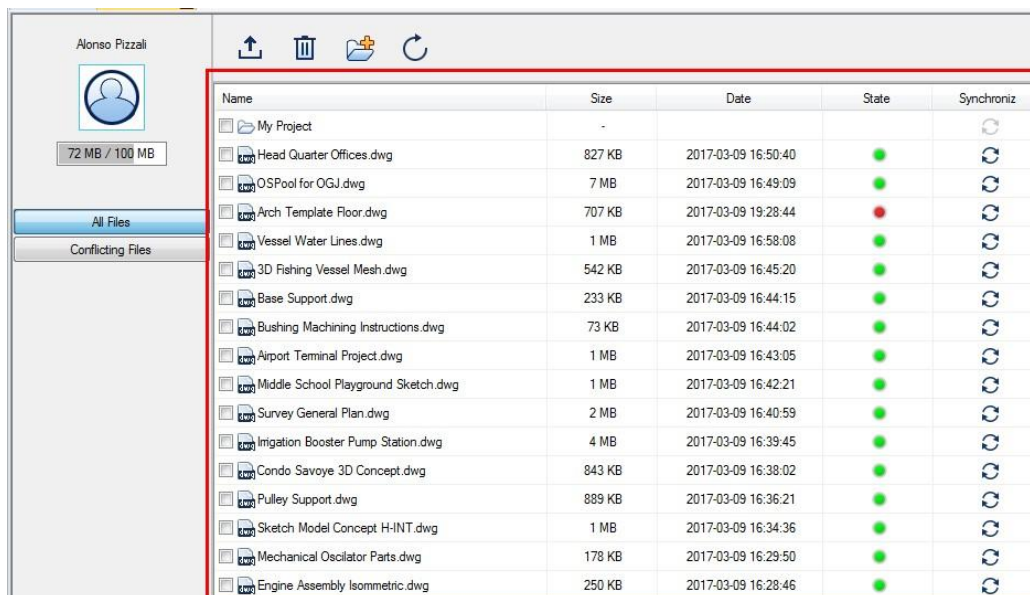 Alonso Pizzali
72 MB / 100 MB
All Files
Conflicting Files
Name Size Date State Synchroniz
My Project -
Head Quarter Offices.dwg 827 KB 2017-03-09 16:50:40
OSPool for OGJ.dwg 7 MB 2017-03-09 16:49:09
Arch Template Floor.dwg 707 KB 2017-03-09 19:28:44
Vessel Water Lines.dwg 1 MB 2017-03-09 16:58:08
3D Fishing Vessel Mesh.dwg 542 KB 2017-03-09 16:45:20
Base Support.dwg 233 KB 2017-03-09 16:44:15
Bushing Machining Instructions.dwg 73 KB 2017-03-09 16:44:02
Airport Terminal Project.dwg 1 MB 2017-03-09 16:43:05
Middle School Playground Sketch.dwg 1 MB 2017-03-09 16:42:21
Survey General Plan.dwg 2 MB 2017-03-09 16:40:59
Irrigation Booster Pump Station.dwg 4 MB 2017-03-09 16:39:45
Condo Savoye 3D Concept.dwg 843 KB 2017-03-09 16:38:02
Pulley Support.dwg 889 KB 2017-03-09 16:36:21
Sketch Model Concept H-INT.dwg 1 MB 2017-03-09 16:34:36
Mechanical Oscilator Parts.dwg 178 KB 2017-03-09 16:29:50
Engine Assembly Isommetric.dwg 250 KB 2017-03-09 16:28:46